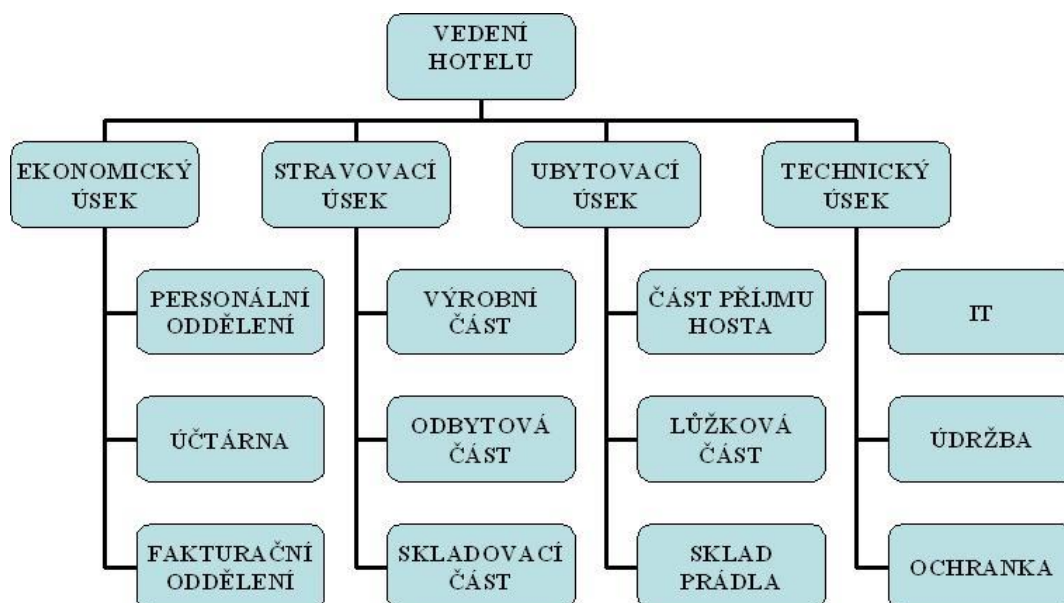 VEDENÍ
HOTELU
EKONOMICKÝ
ÚSEK
STRAVOVACÍ
ÚSEK
UBYTOVACÍ
ÚSEK
TECHNICKÝ
ÚSEK
PERSONÁLNÍ
ODDĚLENÍ
VÝROBNÍ
ČÁST
ČÁST PŘÍJMU
HOSTA
IT
ÚČTÁRNA
ODBYTOVÁ
ČÁST
LŮŽKOVÁ
ČÁST
ÚDRŽBA
FAKTURAČNÍ
ODDĚLENÍ
SKLADOVACÍ
ČÁST
SKLAD
PRÁDLA
OCHRANKA